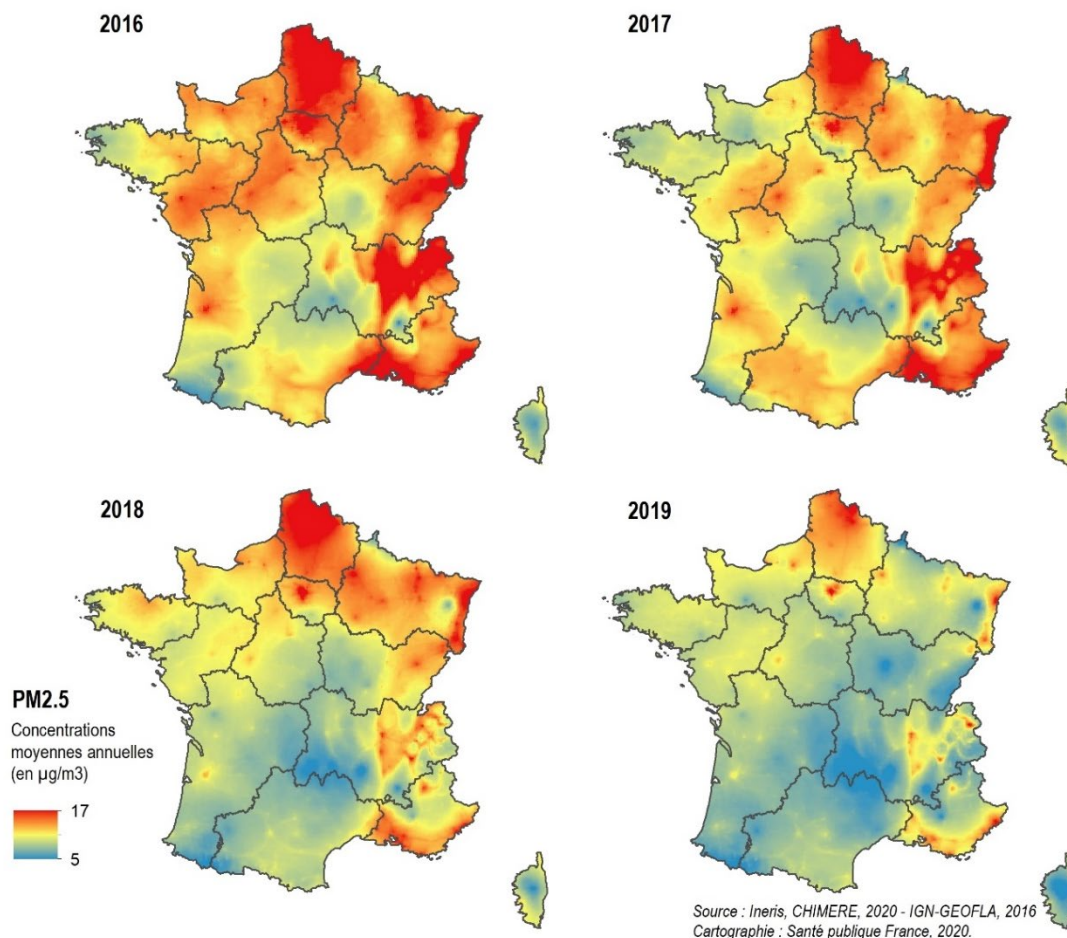 2016
2017
2018
2019
PM2.5
Concentrations
moyennes annuelles
(en µg/m3)
17
5
Source : Ineris, CHIMERE, 2020 - IGN-GEOFLA, 2016
Cartographie : Santé publique France, 2020.